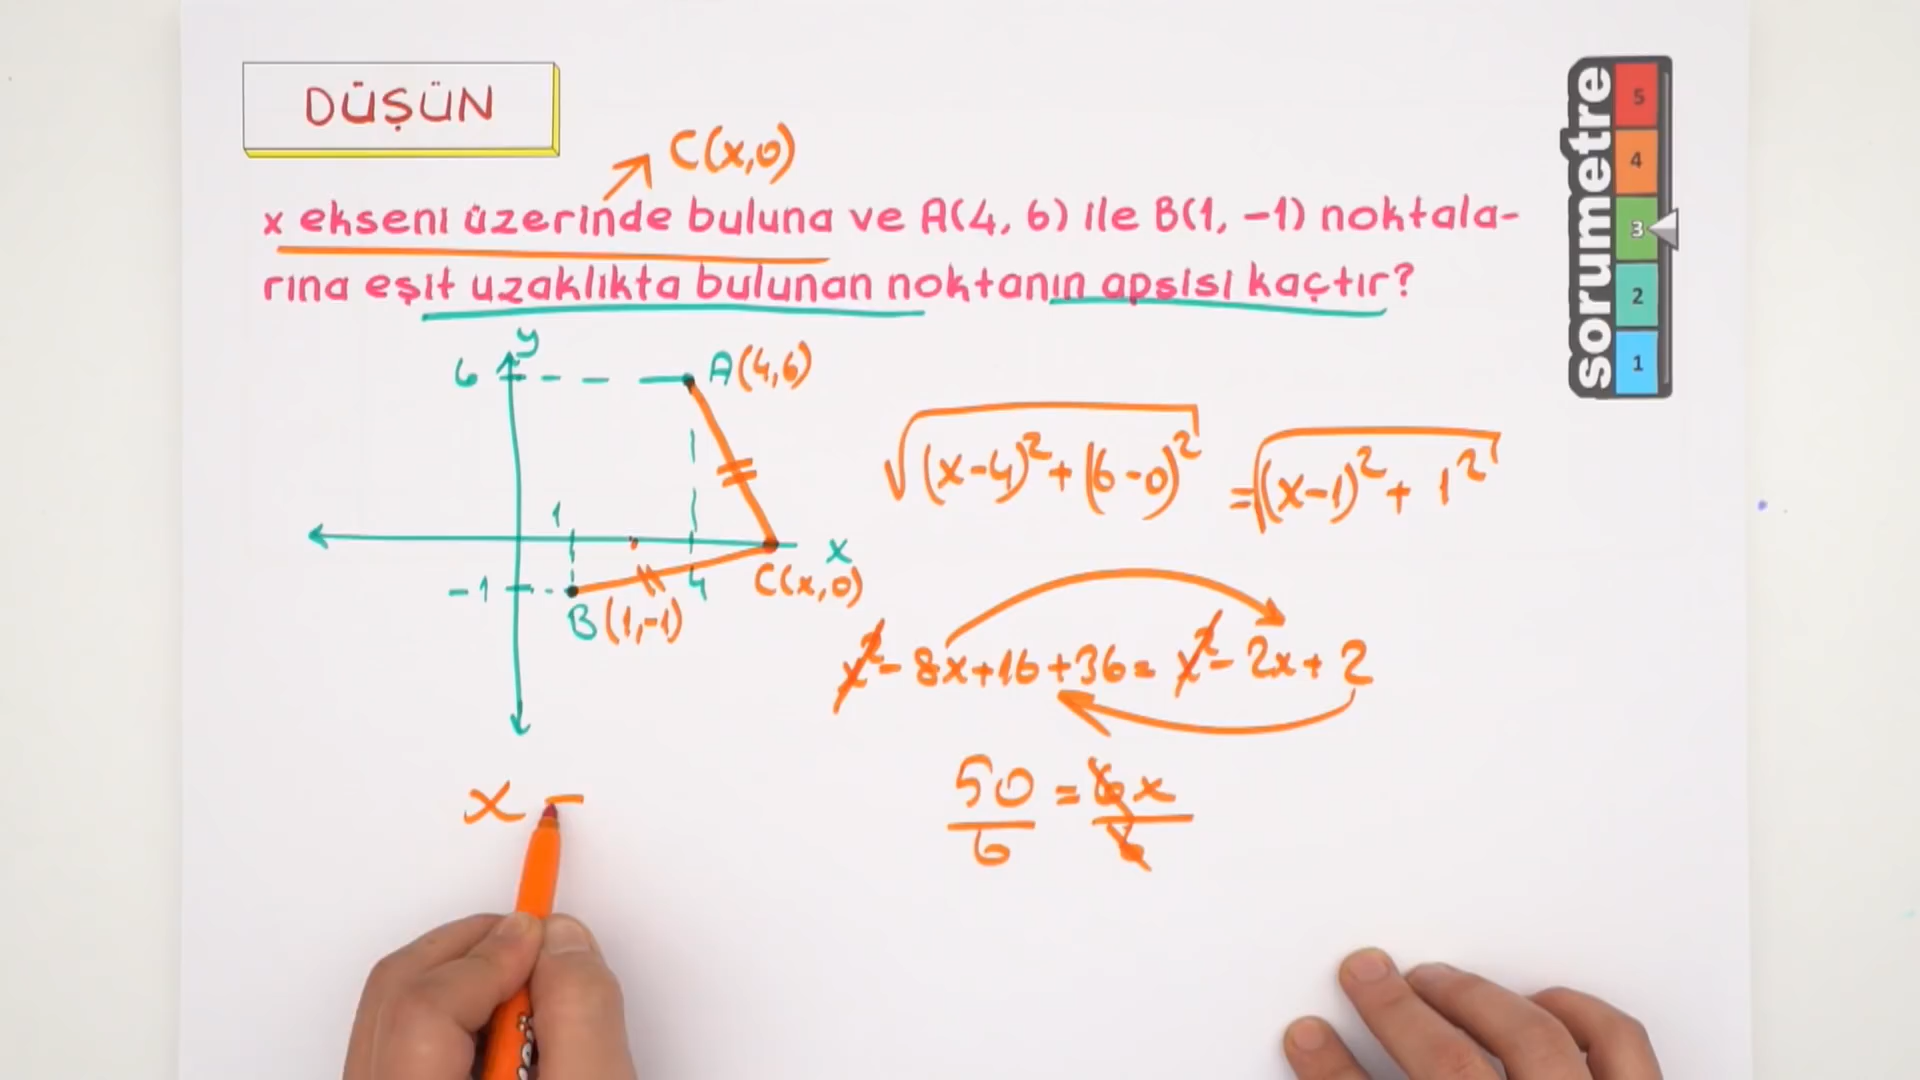 DÜŞÜN
C(x,0)
x ekseni üzerinde buluna ve A(4, 6) ile B(1, -1) noktala-
rına eşit uzaklıkta bulunan noktanın apsisi kaçtır?
sorumetre
5
4
3
2
1
y
6
A(4,6)
1
x
-1
4
C(x,0)
B(1,-1)
√(x-4)²+(6-0)² = √(x-1)²+1²
x²-8x+16+36= x²-2x+2
50/6 = 6x/6
x =